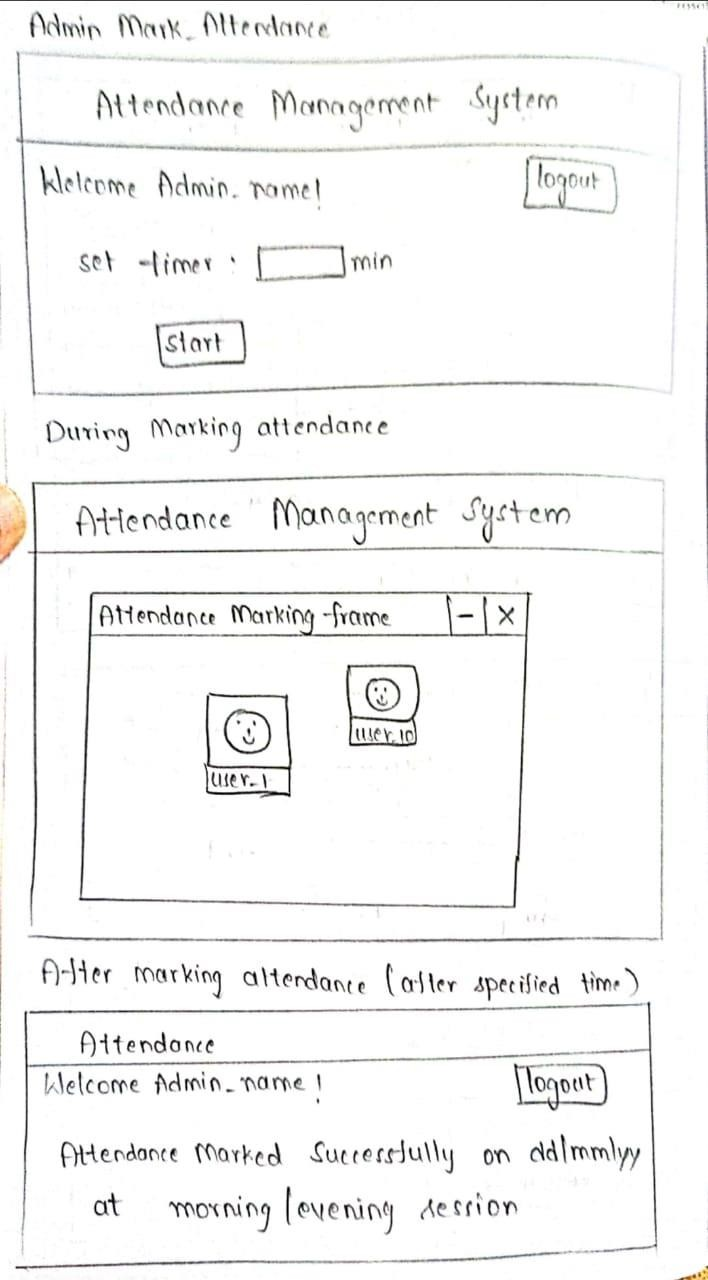 Admin Mark_Attendance
Attendance Management System
Welcome Admin_name!
logout
set timer : min
start
During Marking attendance
Attendance Management System
Attendance Marking frame - X
user_10
user_1
After marking attendance (after specified time)
Attendance
Welcome Admin_name!
logout
Attendance Marked Successfully on dd/mm/yy
at morning/evening session